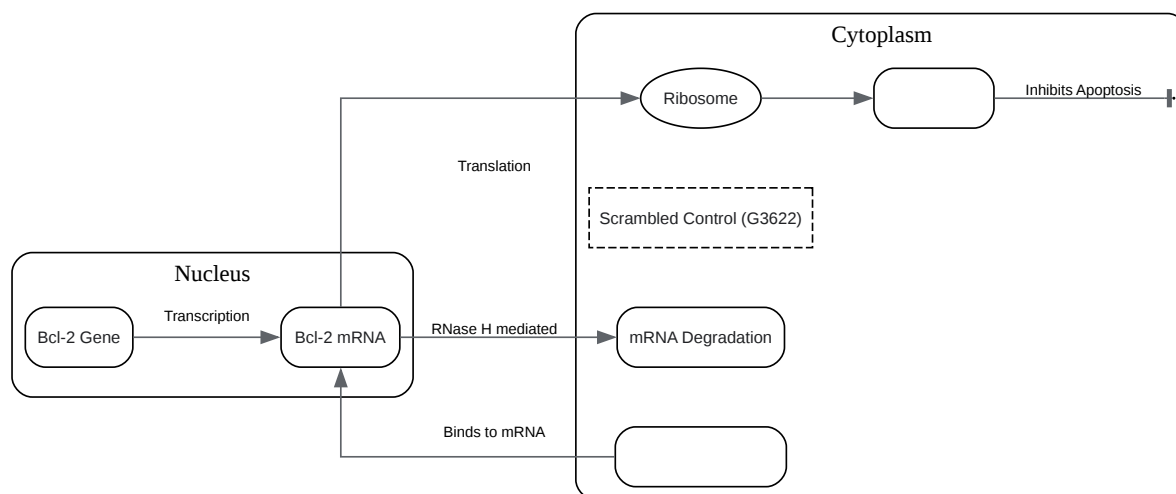 Cytoplasm
Ribosome
Inhibits Apoptosis
Translation
Scrambled Control (G3622)
Nucleus
Transcription
Bcl-2 Gene
Bcl-2 mRNA
RNase H mediated
mRNA Degradation
Binds to mRNA